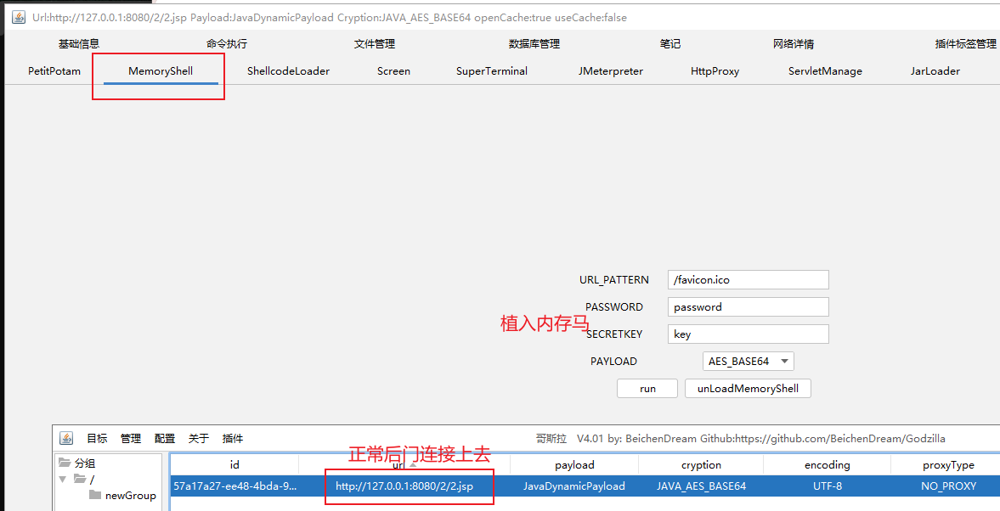 Url:http://127.0.0.1:8080/2/2.jsp Payload:JavaDynamicPayload Cryption:JAVA_AES_BASE64 openCache:true useCache:false
基础信息 命令执行 文件管理 数据库管理 笔记 网络详情 插件标签管理
PetitPotam MemoryShell ShellcodeLoader Screen SuperTerminal JMeterpreter HttpProxy ServletManage JarLoader
URL_PATTERN /favicon.ico
PASSWORD password
植入内存马
SECRETKEY key
PAYLOAD AES_BASE64
run unLoadMemoryShell
目标 管理 配置 关于 插件 哥斯拉 V4.01 by: BeichenDream Github:https://github.com/BeichenDream/Godzilla
正常后门连接上去
分组 id url payload cryption encoding proxyType
/ 57a17a27-ee48-4bda-9... http://127.0.0.1:8080/2/2.jsp JavaDynamicPayload JAVA_AES_BASE64 UTF-8 NO_PROXY
newGroup